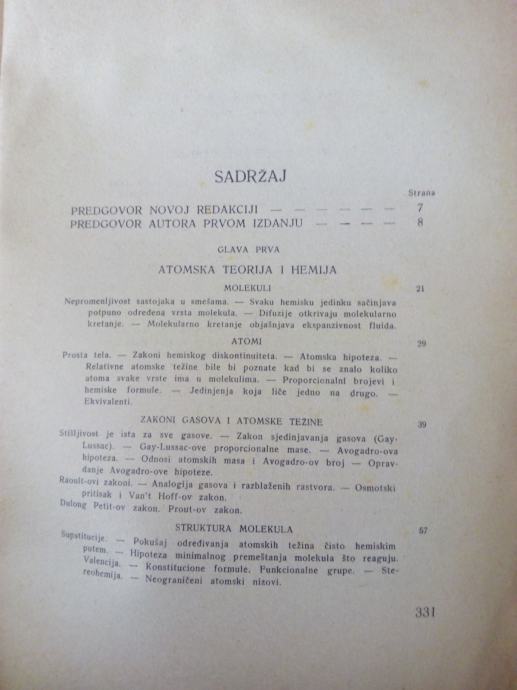 SADRŽAJ
Strana
PREDGOVOR NOVOJ REDAKCIJI — — — — — — 7
PREDGOVOR AUTORA PRVOM IZDANJU — — — — 8
GLAVA PRVA
ATOMSKA TEORIJA I HEMIJA
MOLEKULI 21
Nepromenljivost sastojaka u smešama. — Svaku hemisku jedinku sačinjava
potpuno određena vrsta molekula. — Difuzije otkrivaju molekularno
kretanje. — Molekularno kretanje objašnjava ekspanzivnost fluida.
ATOMI 29
Prosta tela. — Zakoni hemiskog diskontinuiteta. — Atomska hipoteza. —
Relativne atomske težine bile bi poznate kad bi se znalo koliko
atoma svake vrste ima u molekulima. — Proporcionalni brojevi i
hemiske formule. — Jedinjenja koja liče jedno na drugo. —
Ekvivalenti.
ZAKONI GASOVA I ATOMSKE TEŽINE 39
Stišljivost je ista za sve gasove. — Zakon sjedinjavanja gasova (Gay-
Lussac). — Gay-Lussac-ove proporcionalne mase. — Avogadro-ova
hipoteza. — Odnosi atomskih masa i Avogadro-ov broj — Oprav-
danje Avogadro-ove hipoteze.
Raoult-ovi zakoni. — Analogija gasova i razblaženih rastvora. — Osmotski
pritisak i Van't Hoff-ov zakon.
Dulong Petit-ov zakon. Prout-ov zakon.
STRUKTURA MOLEKULA 57
Supstitucije. — Pokušaj određivanja atomskih težina čisto hemiskim
putem. — Hipoteza minimalnog premeštanja molekula što reaguju.
Valencija. — Konstitucione formule. Funkcionalne grupe. — Ste-
reohemija. — Neograničeni atomski nizovi.
331